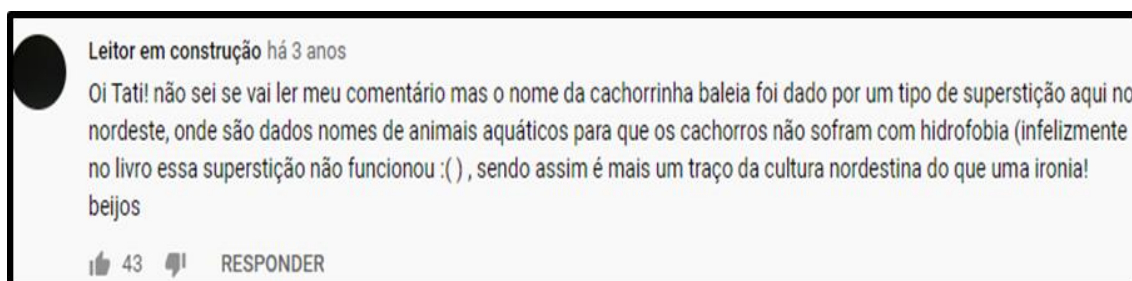 Leitor em construção há 3 anos
Oi Tati! não sei se vai ler meu comentário mas o nome da cachorrinha baleia foi dado por um tipo de superstição aqui no
nordeste, onde são dados nomes de animais aquáticos para que os cachorros não sofram com hidrofobia (infelizmente
no livro essa superstição não funcionou :( ) , sendo assim é mais um traço da cultura nordestina do que uma ironia!
beijos
43 RESPONDER